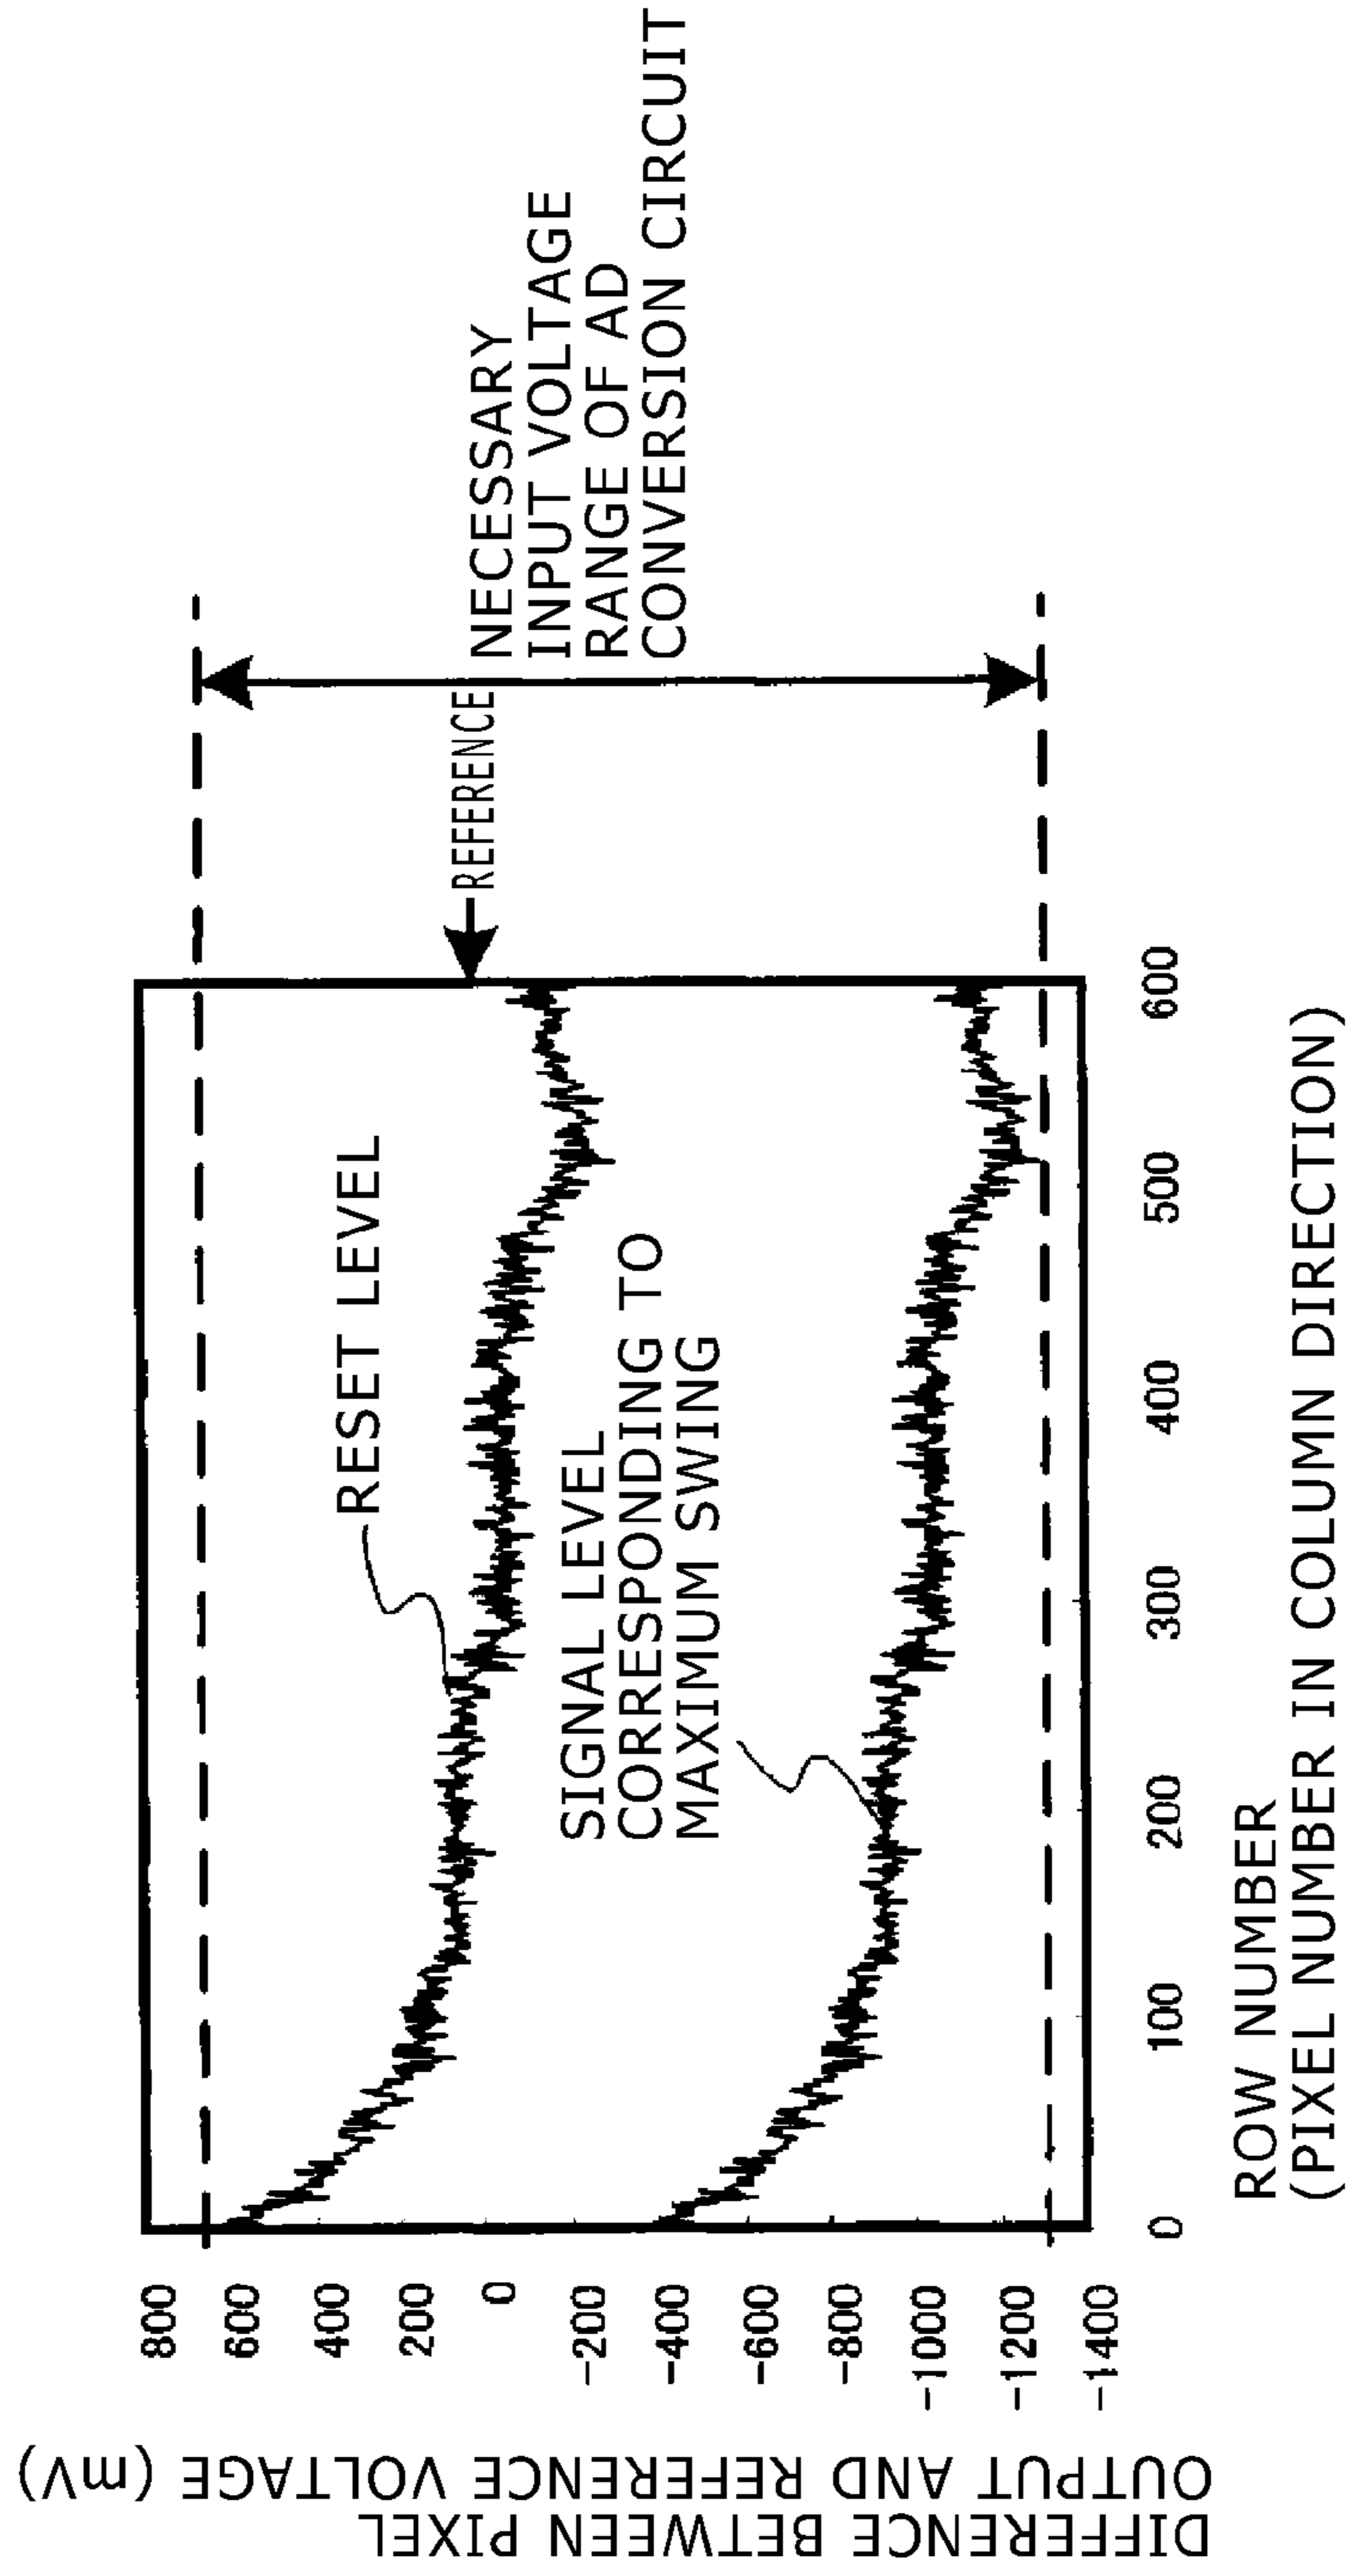 DIFFERENCE BETWEEN PIXEL
OUTPUT AND REFERENCE VOLTAGE (mV)
800
600
400
200
0
-200
-400
-600
-800
-1000
-1200
-1400
RESET LEVEL
SIGNAL LEVEL
CORRESPONDING TO
MAXIMUM SWING
REFERENCE
NECESSARY
INPUT VOLTAGE
RANGE OF AD
CONVERSION CIRCUIT
0 100 200 300 400 500 600
ROW NUMBER
(PIXEL NUMBER IN COLUMN DIRECTION)